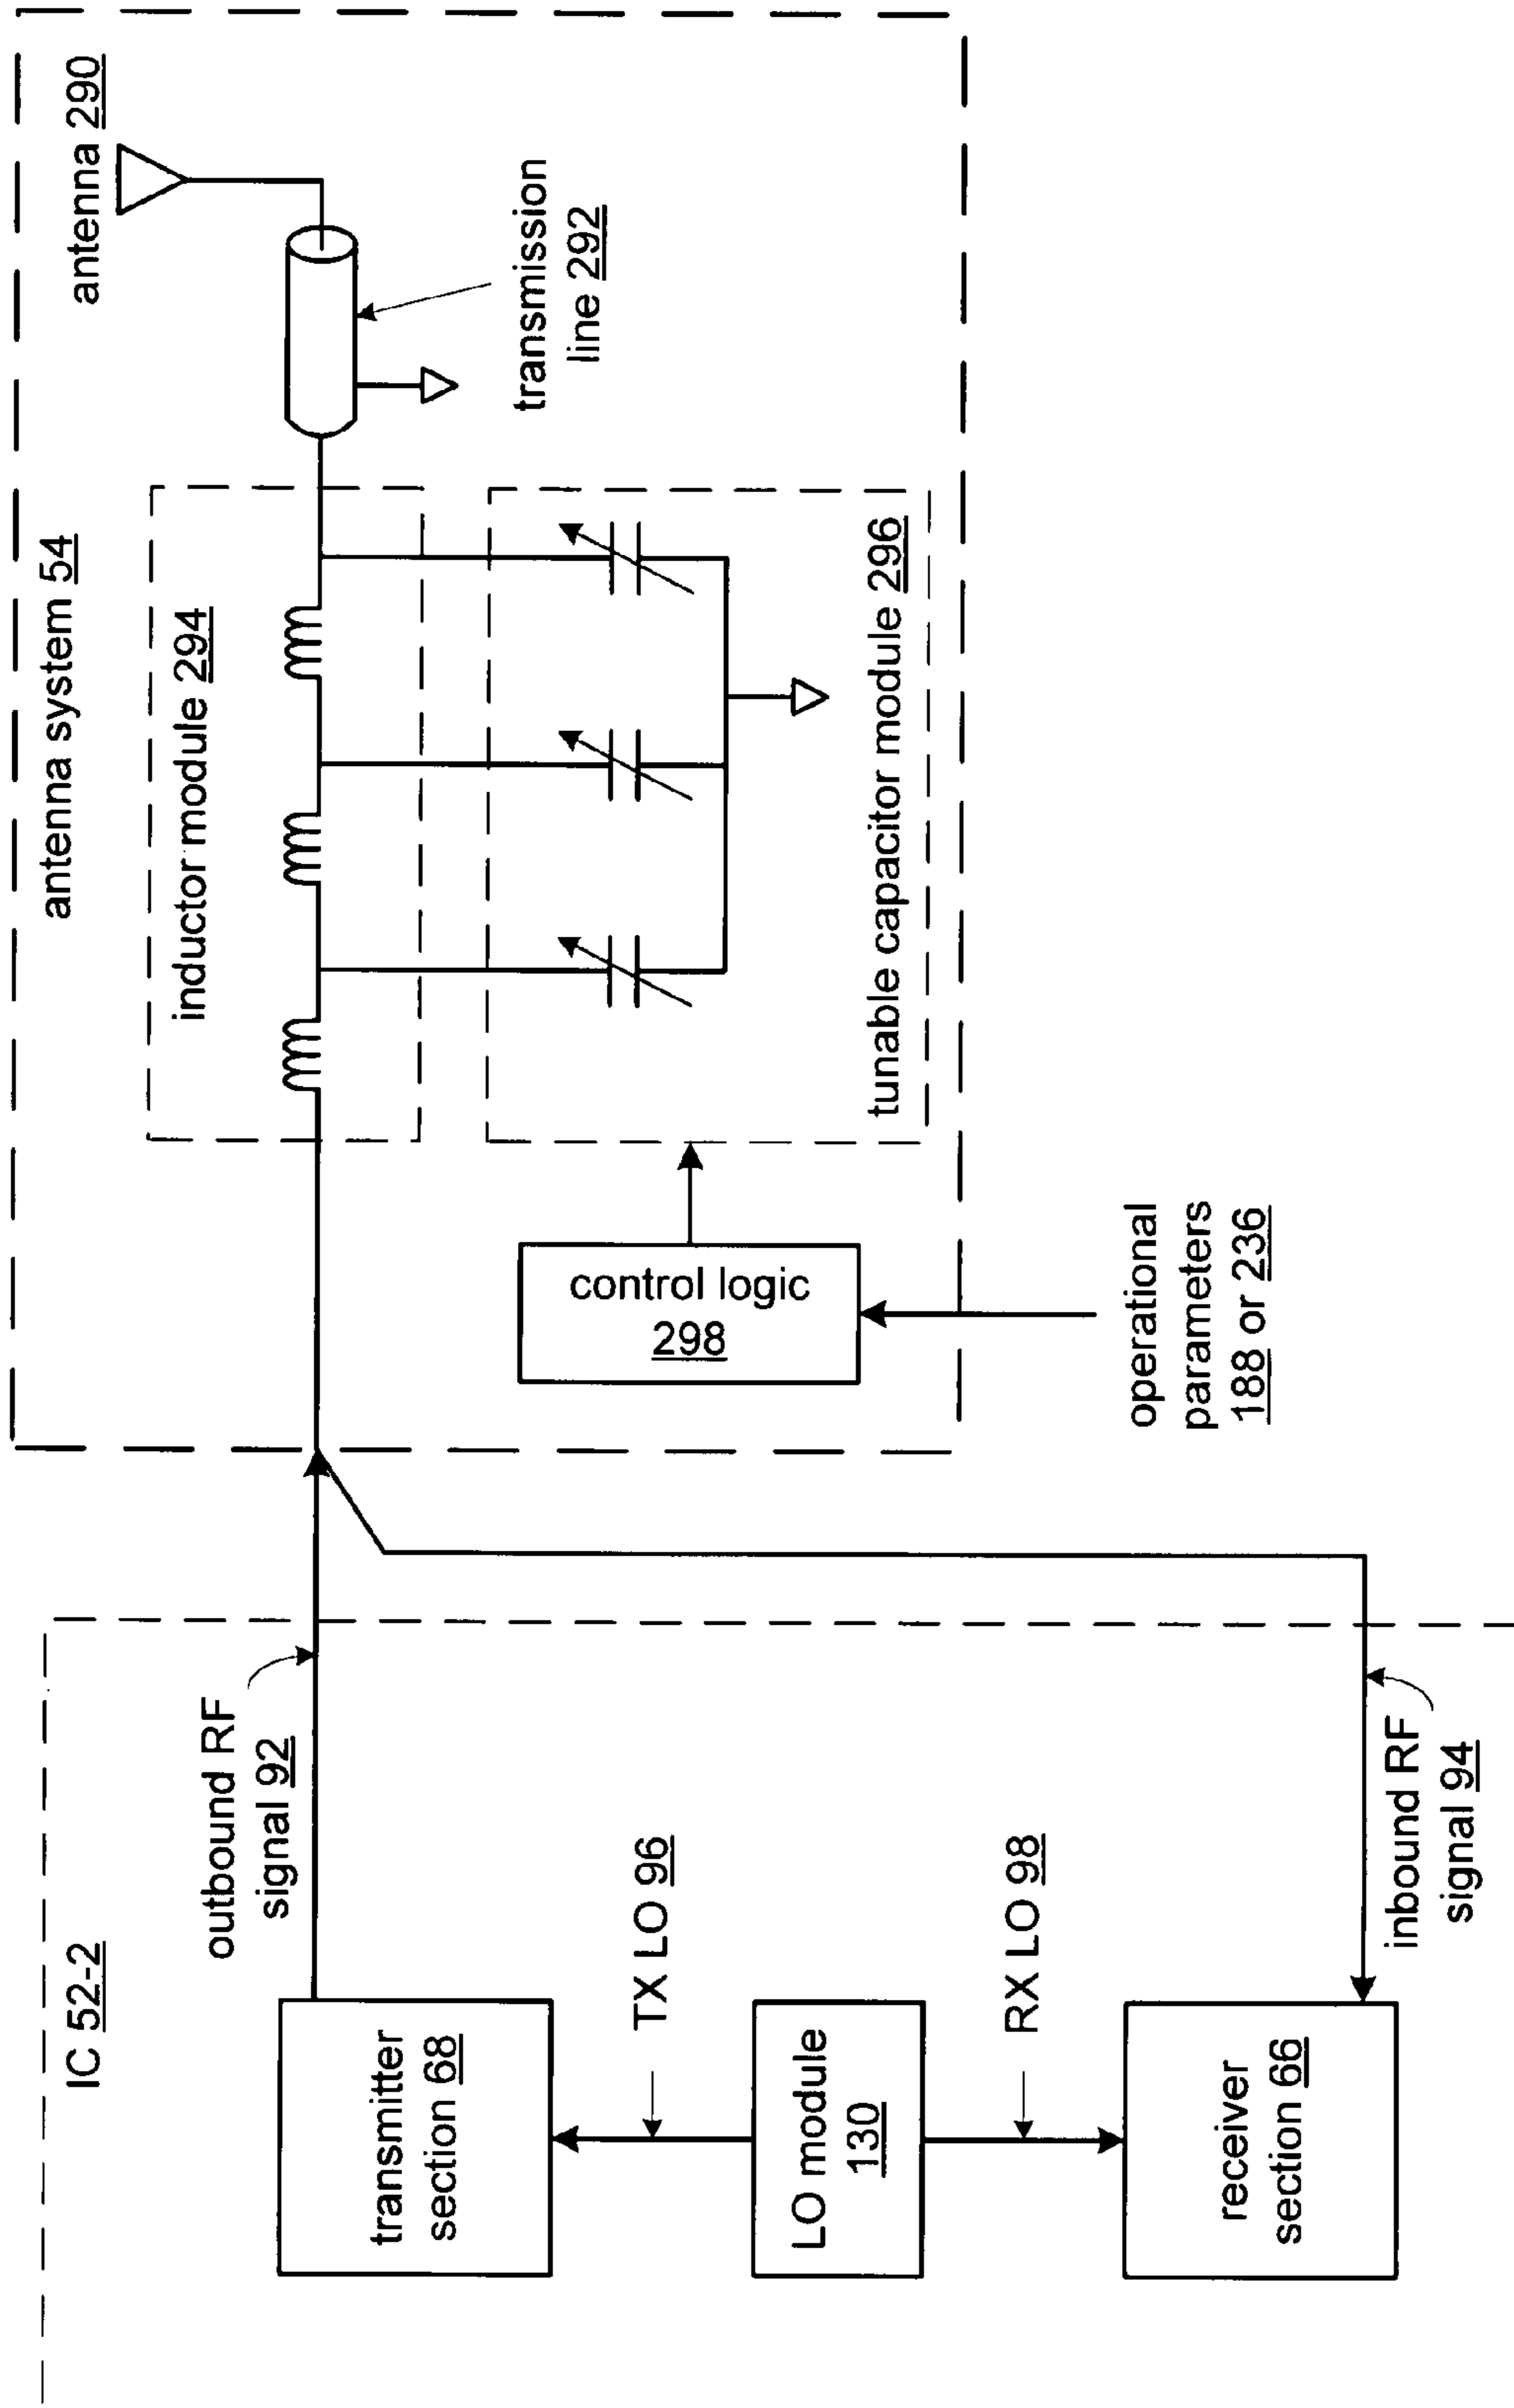 IC 52-2
outbound RF
signal 92
transmitter
section 68
TX LO 96
LO module
130
RX LO 98
receiver
section 66
inbound RF
signal 94
antenna system 54
antenna 290
inductor module 294
transmission
line 292
tunable capacitor module 296
control logic
298
operational
parameters
188 or 236